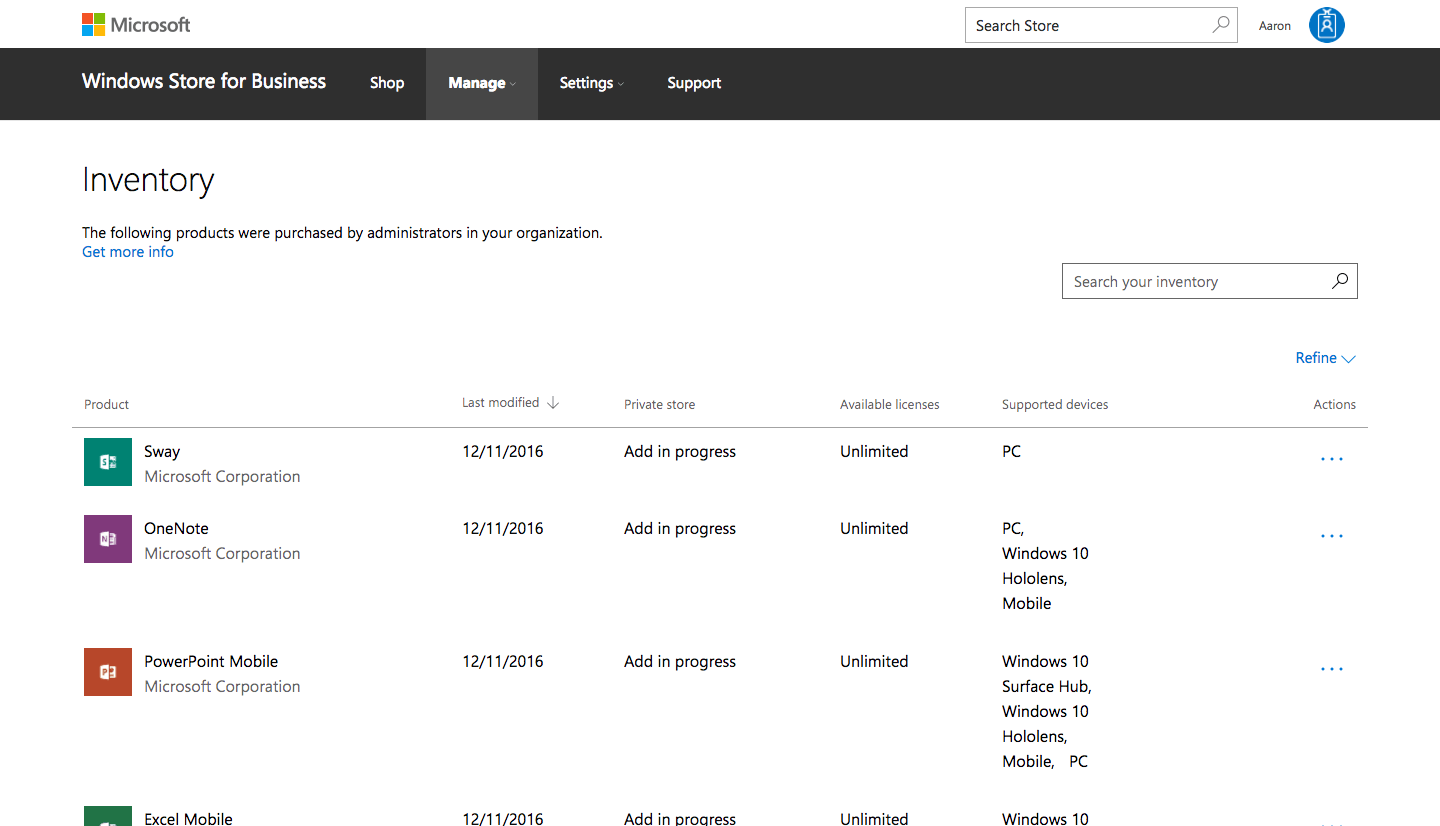 Microsoft
Search Store
Aaron
Windows Store for Business
Shop
Manage
Settings
Support
Inventory
The following products were purchased by administrators in your organization.
Get more info
Search your inventory
Refine
Product
Last modified
Private store
Available licenses
Supported devices
Actions
Sway
Microsoft Corporation
12/11/2016
Add in progress
Unlimited
PC
OneNote
Microsoft Corporation
12/11/2016
Add in progress
Unlimited
PC,
Windows 10
Hololens,
Mobile
PowerPoint Mobile
Microsoft Corporation
12/11/2016
Add in progress
Unlimited
Windows 10
Surface Hub,
Windows 10
Hololens,
Mobile, PC
Excel Mobile
12/11/2016
Add in progress
Unlimited
Windows 10